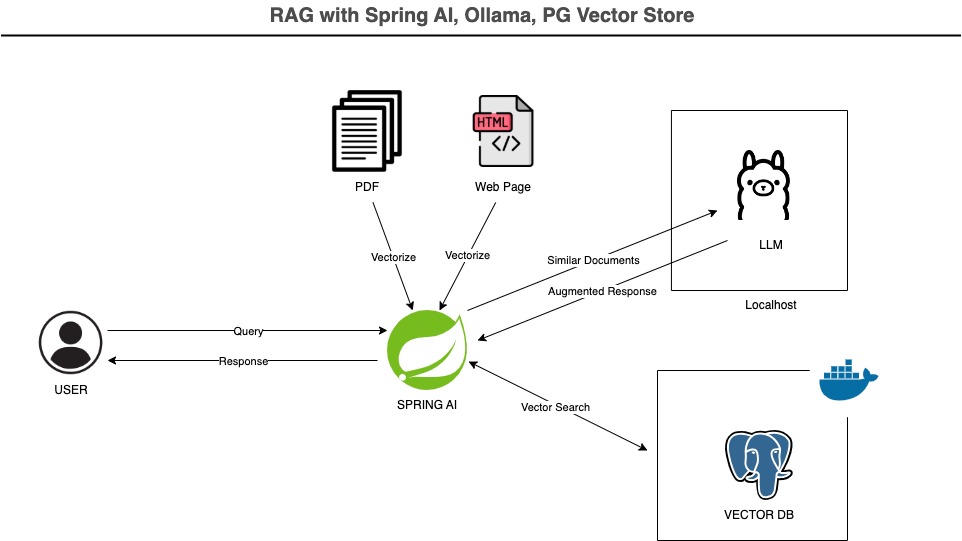 RAG with Spring AI, Ollama, PG Vector Store
HTML
</>
PDF
Web Page
Vectorize
Vectorize
LLM
Similar Documents
Augmented Response
Localhost
Query
Response
USER
SPRING AI
Vector Search
VECTOR DB